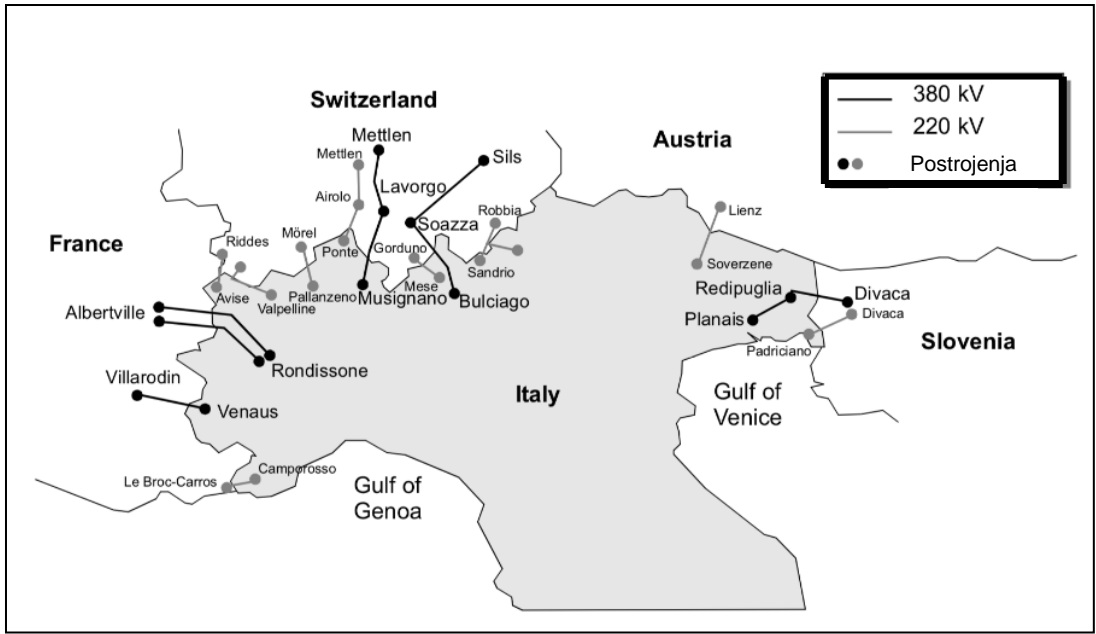 380 kV
220 kV
Postrojenja
Switzerland
Mettlen
Mettlen
Sils
Austria
Lavorgo
Airolo
Soazza
Robbia
Lienz
France
Riddes
Mörel
Ponte
Gorduno
Sandrio
Soverzene
Avise
Valpelline
Pallanzeno
Musignano
Mese
Bulciago
Redipuglia
Divaca
Divaca
Albertville
Planais
Padriciano
Slovenia
Rondissone
Villarodin
Venaus
Italy
Gulf of
Venice
Camporosso
Le Broc-Carros
Gulf of
Genoa